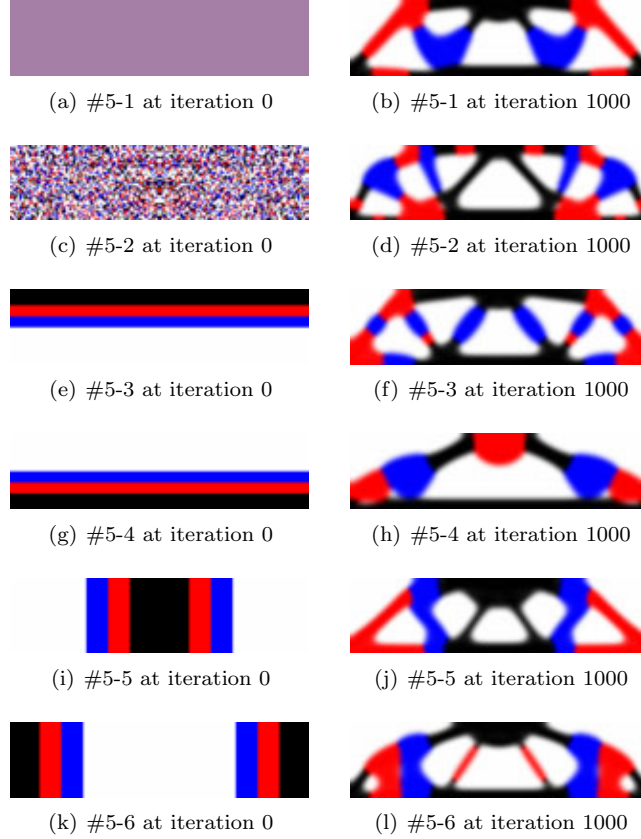 (a) #5-1 at iteration 0
(b) #5-1 at iteration 1000
(c) #5-2 at iteration 0
(d) #5-2 at iteration 1000
(e) #5-3 at iteration 0
(f) #5-3 at iteration 1000
(g) #5-4 at iteration 0
(h) #5-4 at iteration 1000
(i) #5-5 at iteration 0
(j) #5-5 at iteration 1000
(k) #5-6 at iteration 0
(l) #5-6 at iteration 1000